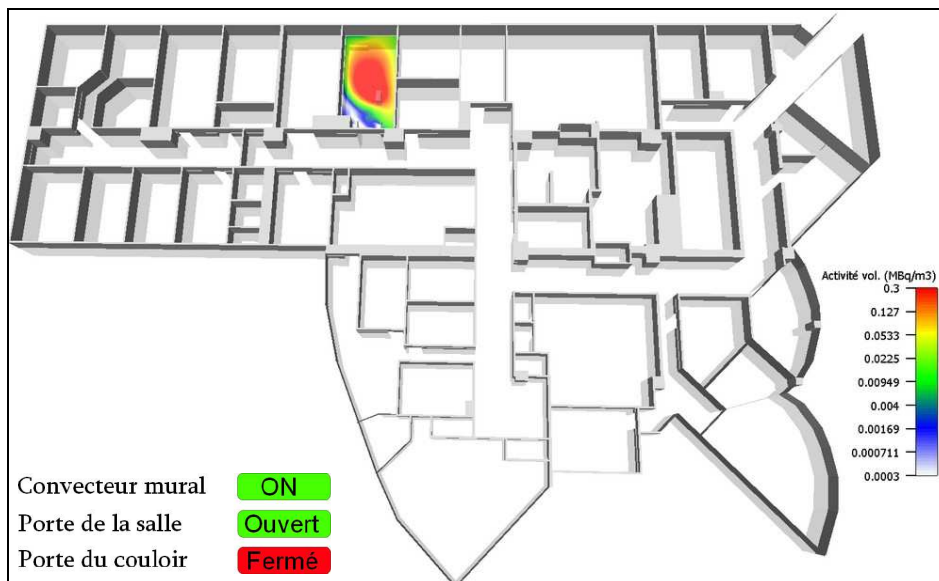 Activité vol. (MBq/m3)
0.3
0.127
0.0533
0.0225
0.00949
0.004
0.00169
0.000711
0.0003
Convecteur mural ON
Porte de la salle Ouvert
Porte du couloir Fermé